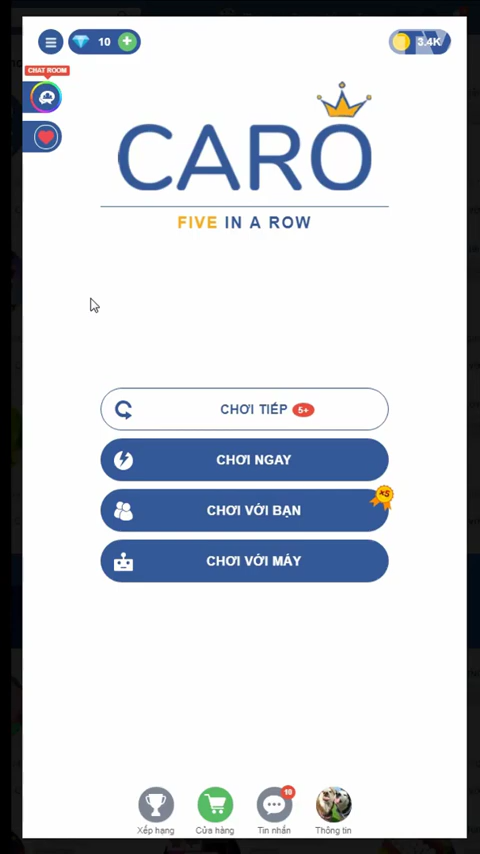 10
3.4K
CHAT ROOM
CARO
FIVE IN A ROW
CHƠI TIẾP 5+
CHƠI NGAY
CHƠI VỚI BẠN
x5
CHƠI VỚI MÁY
10
Xếp hạng
Cửa hàng
Tin nhắn
Thông tin